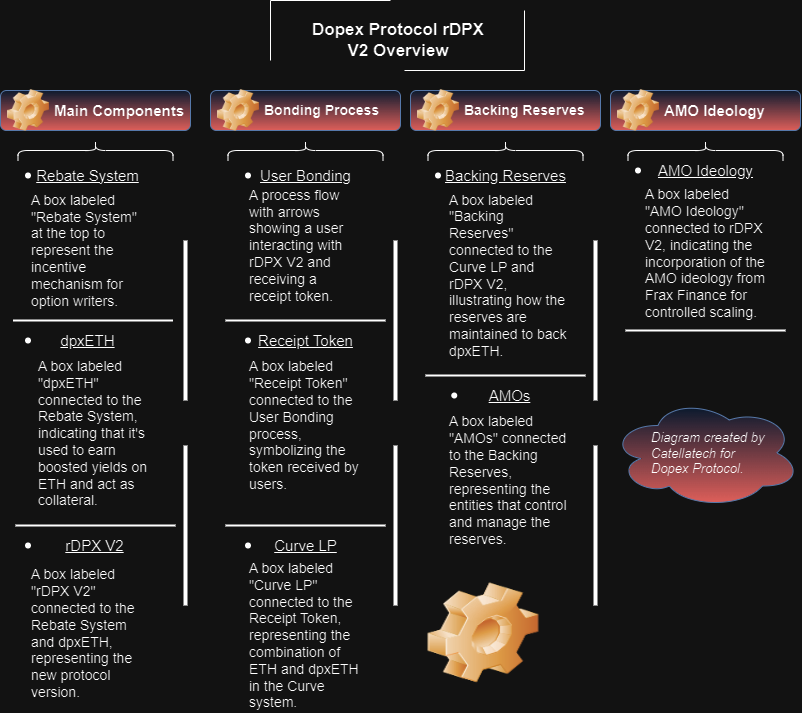 Dopex Protocol rDPX
V2 Overview
Main Components
Rebate System
A box labeled
"Rebate System"
at the top to
represent the
incentive
mechanism for
option writers.
dpxETH
A box labeled
"dpxETH"
connected to the
Rebate System,
indicating that it's
used to earn
boosted yields on
ETH and act as
collateral.
rDPX V2
A box labeled
"rDPX V2"
connected to the
Rebate System
and dpxETH,
representing the
new protocol
version.
Bonding Process
User Bonding
A process flow
with arrows
showing a user
interacting with
rDPX V2 and
receiving a
receipt token.
Receipt Token
A box labeled
"Receipt Token"
connected to the
User Bonding
process,
symbolizing the
token received by
users.
Curve LP
A box labeled
"Curve LP"
connected to the
Receipt Token,
representing the
combination of
ETH and dpxETH
in the Curve
system.
Backing Reserves
Backing Reserves
A box labeled
"Backing
Reserves"
connected to the
Curve LP and
rDPX V2,
illustrating how the
reserves are
maintained to back
dpxETH.
AMOs
A box labeled
"AMOs" connected
to the Backing
Reserves,
representing the
entities that control
and manage the
reserves.
AMO Ideology
AMO Ideology
A box labeled
"AMO Ideology"
connected to rDPX
V2, indicating the
incorporation of the
AMO ideology from
Frax Finance for
controlled scaling.
Diagram created by
Catellatech for
Dopex Protocol.